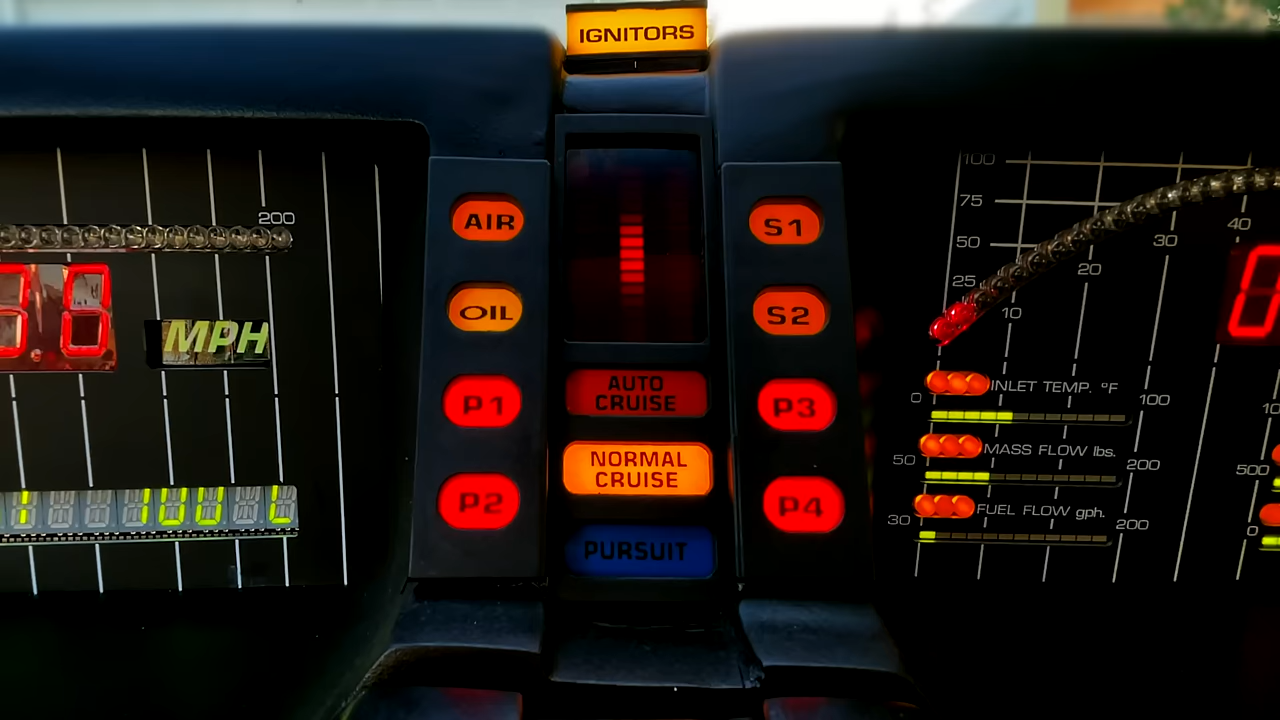 IGNITORS
200
MPH
AIR
OIL
P1
P2
AUTO
CRUISE
NORMAL
CRUISE
PURSUIT
S1
S2
P3
P4
100
75
50
25
10
20
30
40
0 INLET TEMP. °F 100
50 MASS FLOW lbs. 200
30 FUEL FLOW gph. 200
500
0